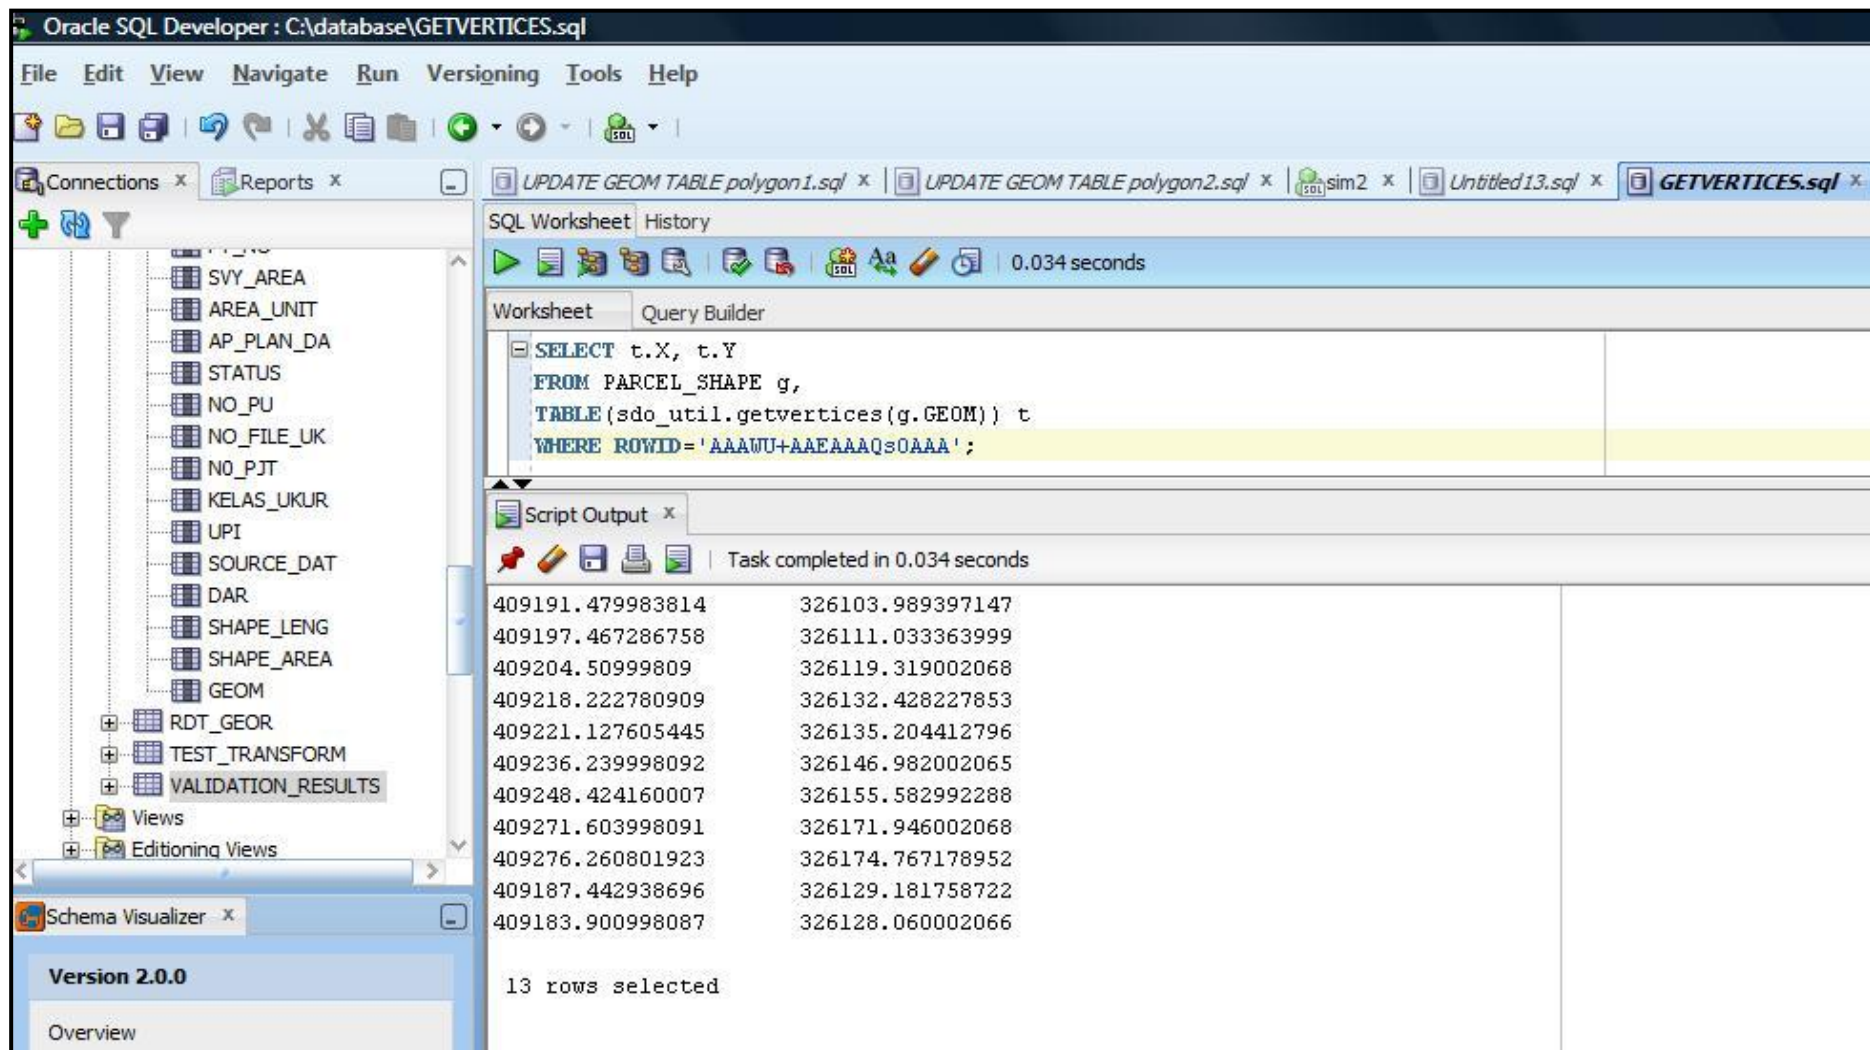 Oracle SQL Developer : C:\database\GETVERTICES.sql
File Edit View Navigate Run Versioning Tools Help
Connections x Reports x
UPDATE GEOM TABLE polygon1.sql x UPDATE GEOM TABLE polygon2.sql x sim2 x Untitled13.sql x GETVERTICES.sql x
SQL Worksheet History
0.034 seconds
Worksheet Query Builder
SELECT t.X, t.Y
FROM PARCEL_SHAPE g,
TABLE(sdo_util.getvertices(g.GEOM)) t
WHERE ROWID='AAAWU+AAEAAAQsOAAA';
SVY_AREA
AREA_UNIT
AP_PLAN_DA
STATUS
NO_PU
NO_FILE_UK
N0_PJT
KELAS_UKUR
UPI
SOURCE_DAT
DAR
SHAPE_LENG
SHAPE_AREA
GEOM
RDT_GEOR
TEST_TRANSFORM
VALIDATION_RESULTS
Views
Editioning Views
Script Output x
Task completed in 0.034 seconds
409191.479983814 326103.989397147
409197.467286758 326111.033363999
409204.50999809 326119.319002068
409218.222780909 326132.428227853
409221.127605445 326135.204412796
409236.239998092 326146.982002065
409248.424160007 326155.582992288
409271.603998091 326171.946002068
409276.260801923 326174.767178952
409187.442938696 326129.181758722
409183.900998087 326128.060002066
13 rows selected
Schema Visualizer x
Version 2.0.0
Overview